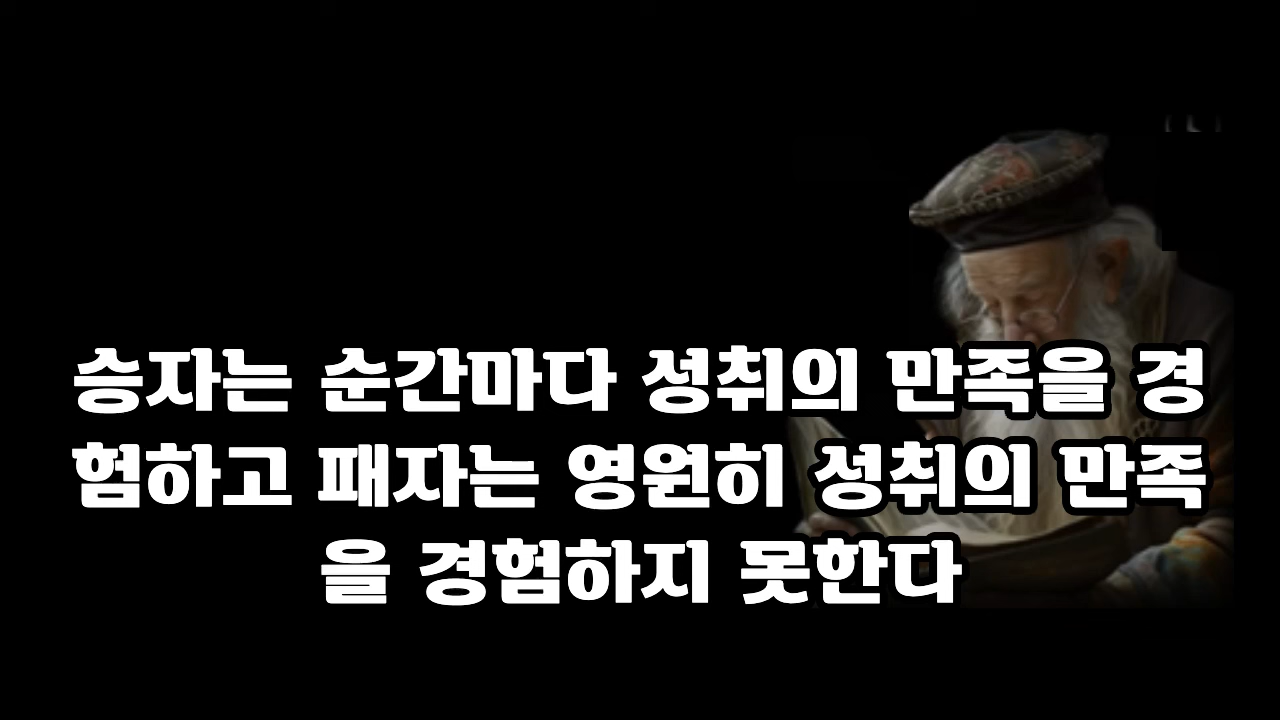 승자는 순간마다 성취의 만족을 경
험하고 패자는 영원히 성취의 만족
을 경험하지 못한다